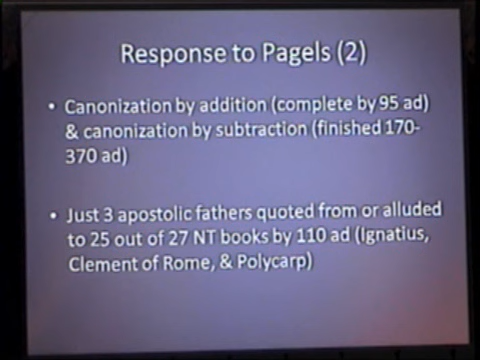 Response to Pagels (2)
• Canonization by addition (complete by 95 ad)
& canonization by subtraction (finished 170-
370 ad)
• Just 3 apostolic fathers quoted from or alluded
to 25 out of 27 NT books by 110 ad (Ignatius,
Clement of Rome, & Polycarp)